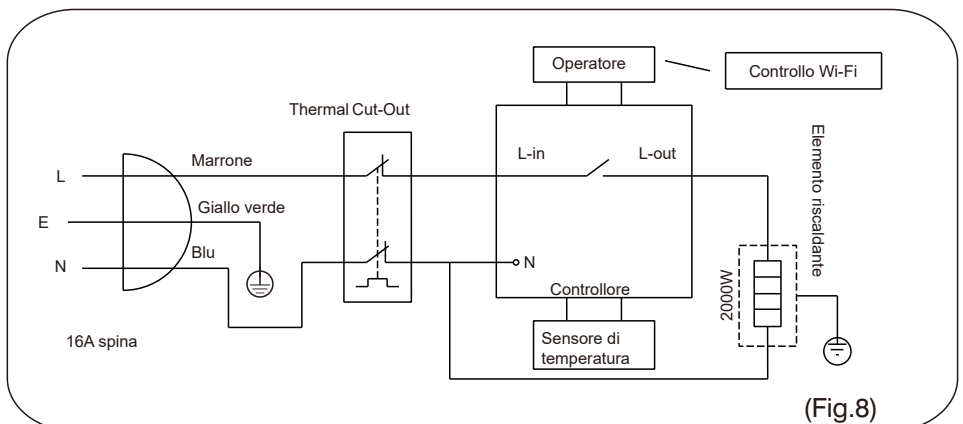 Operatore
Controllo Wi-Fi
Thermal Cut-Out
L-in
L-out
Marrone
L
Giallo verde
E
Blu
N
N
Controllore
16A spina
Sensore di
temperatura
2000W
Elemento riscaldante
(Fig.8)